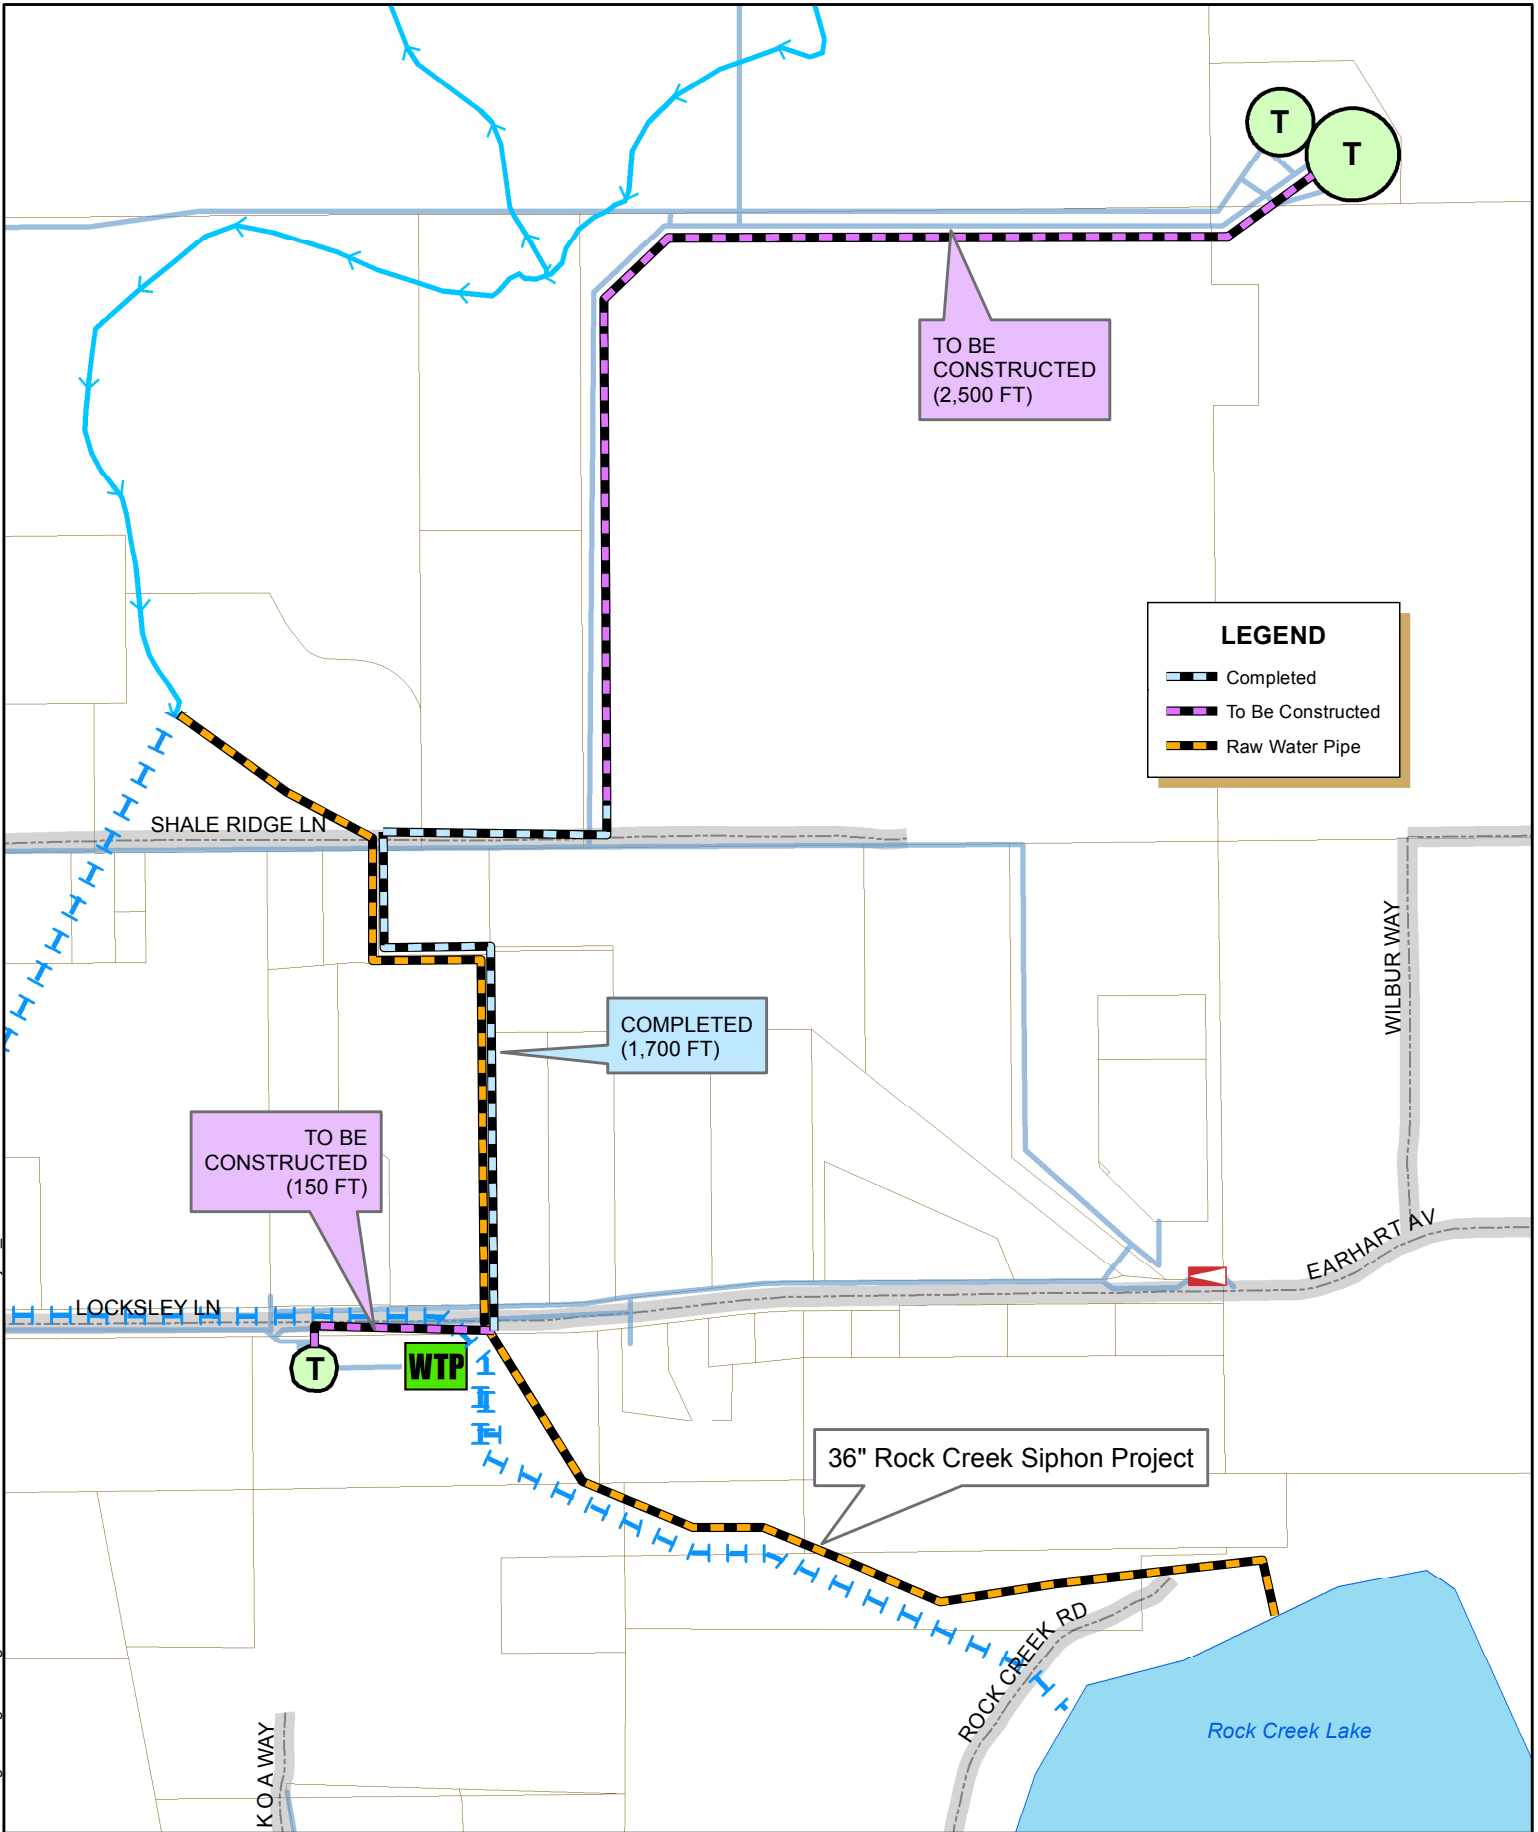 T
T
TO BE
CONSTRUCTED
(2,500 FT)
LEGEND
Completed
To Be Constructed
Raw Water Pipe
SHALE RIDGE LN
WILBUR WAY
COMPLETED
(1,700 FT)
TO BE
CONSTRUCTED
(150 FT)
EARHART AV
LOCKSLEY LN
T
WTP
36" Rock Creek Siphon Project
ROCK CREEK RD
Rock Creek Lake
K O A WAY